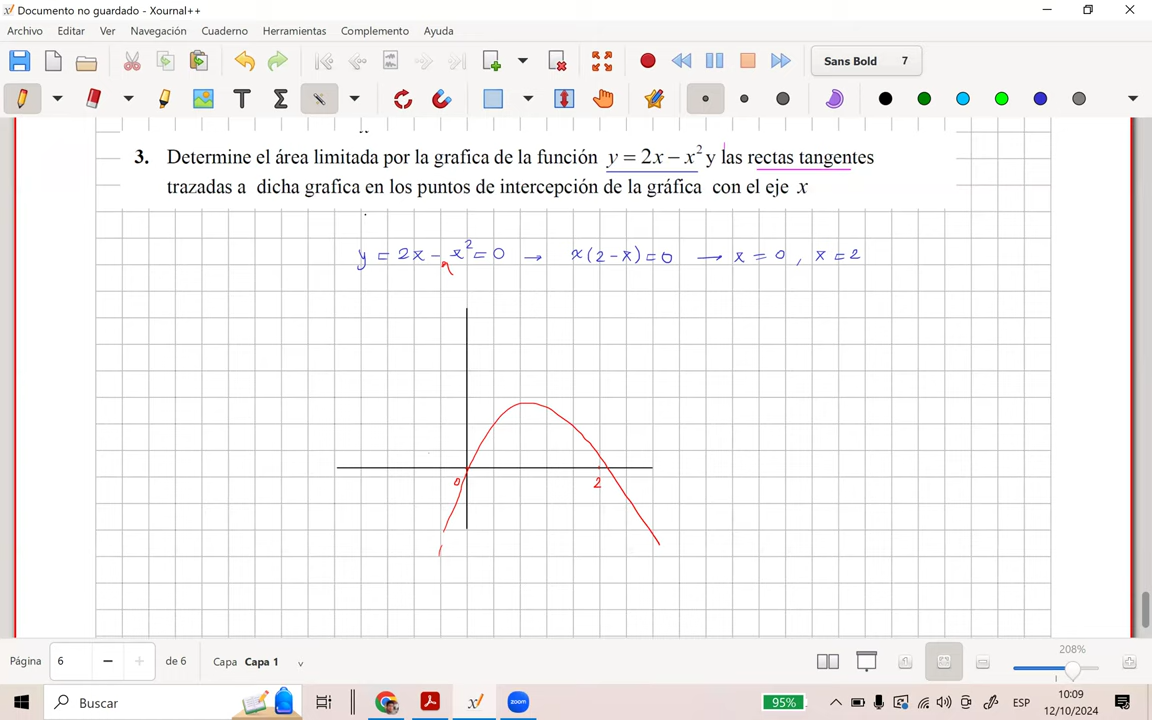 Documento no guardado - Xournal++
Archivo Editar Ver Navegación Cuaderno Herramientas Complemento Ayuda
Sans Bold 7
3. Determine el área limitada por la grafica de la función y = 2x − x² y las rectas tangentes
trazadas a dicha grafica en los puntos de intercepción de la gráfica con el eje x
y = 2x − x² = 0 → x(2 − x) = 0 → x = 0 , x = 2
0 2
208%
Página 6 de 6 Capa Capa 1
Buscar
zoom
95%
ESP
10:09
12/10/2024